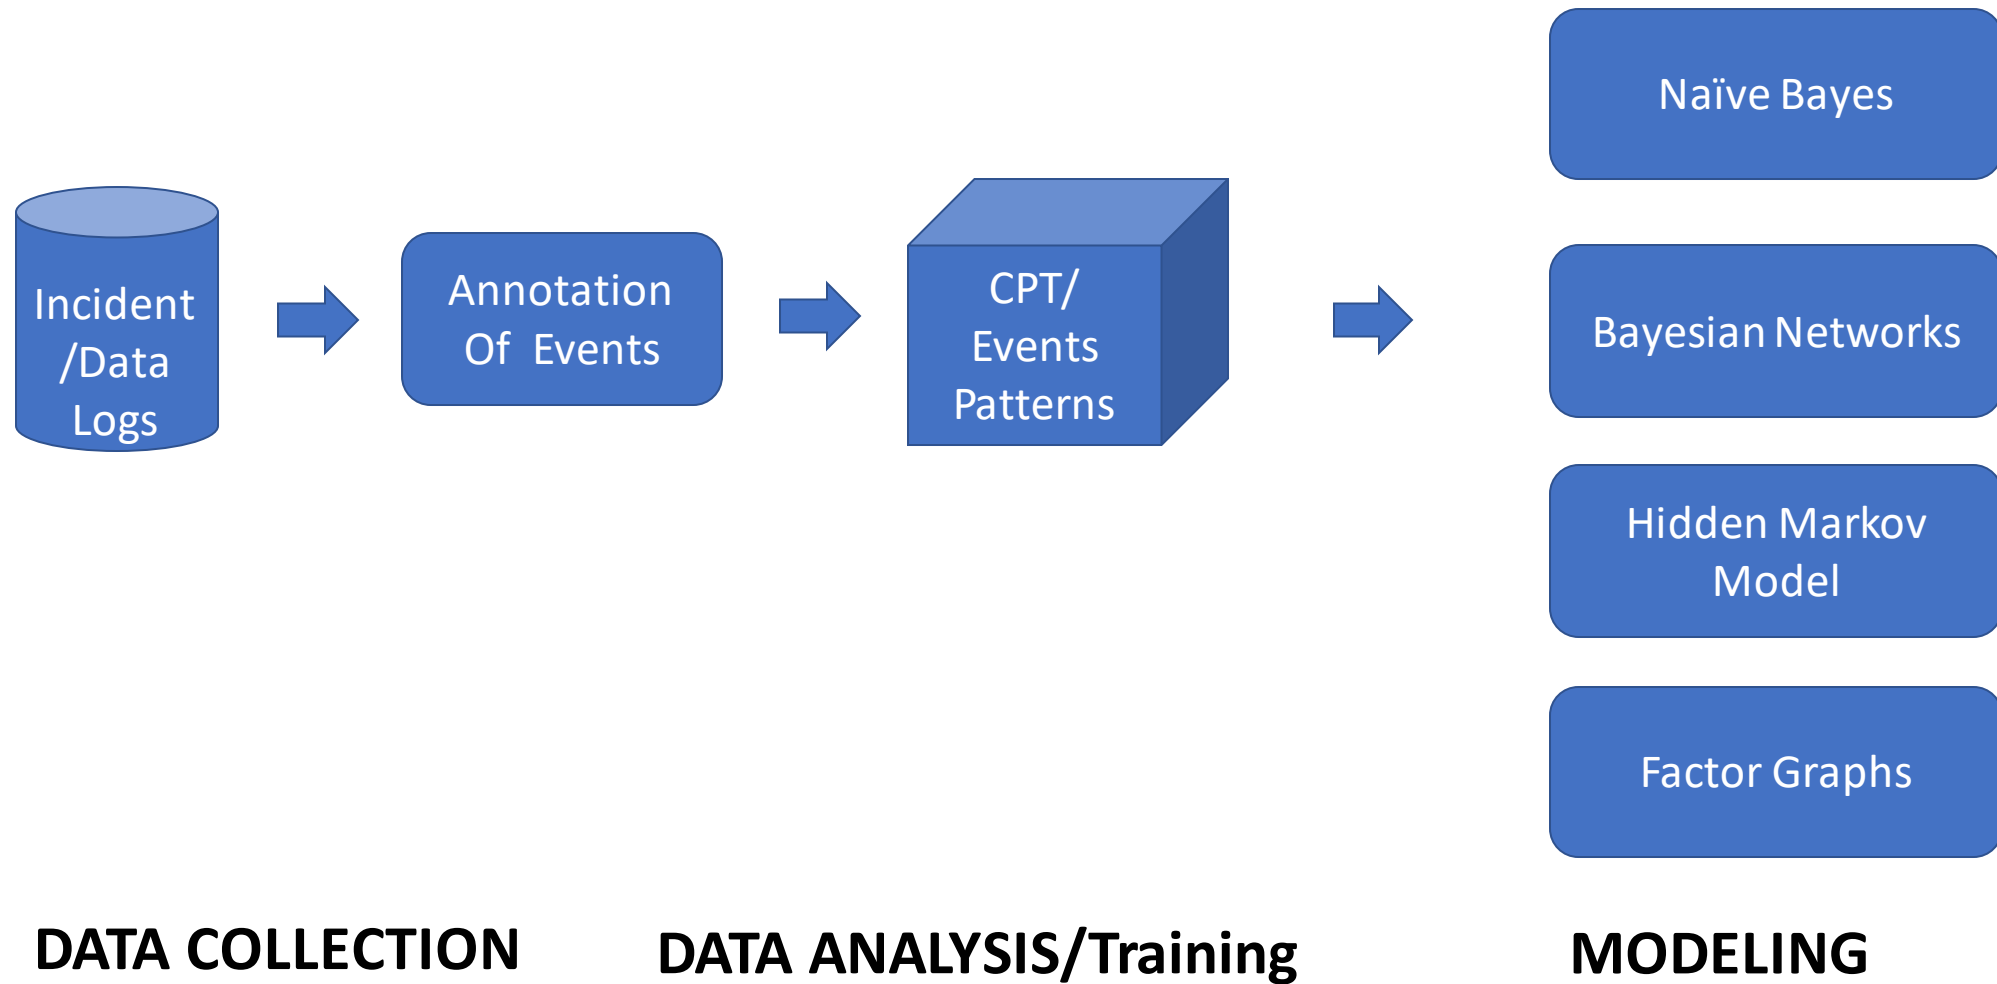 Naïve Bayes
Incident
/Data
Logs
Annotation
Of Events
CPT/
Events
Patterns
Bayesian Networks
Hidden Markov
Model
Factor Graphs
DATA COLLECTION
DATA ANALYSIS/Training
MODELING